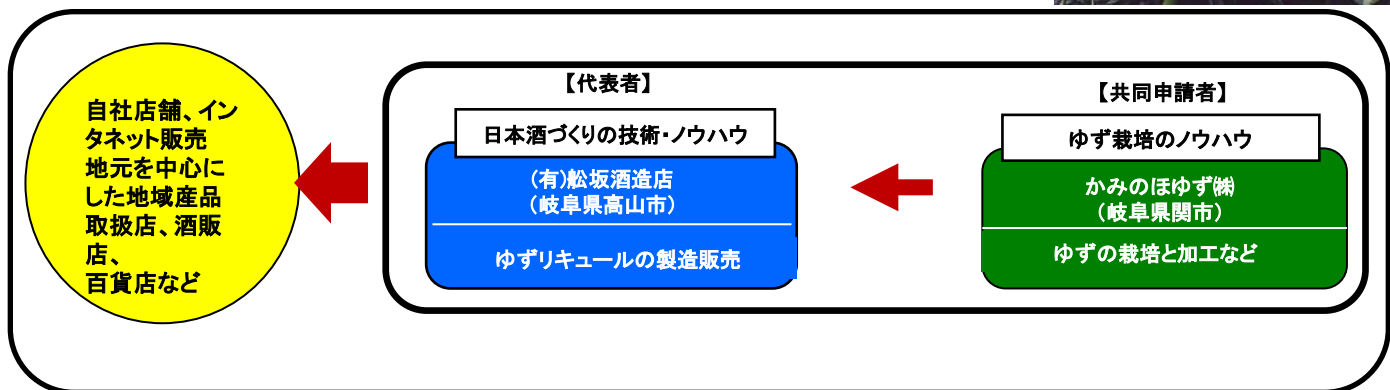 自社店舗、イン
タネット販売
地元を中心に
した地域産品
取扱店、酒販
店、
百貨店など
【代表者】
日本酒づくりの技術・ノウハウ
(有)舩坂酒造店
(岐阜県高山市)
ゆずリキュールの製造販売
【共同申請者】
ゆず栽培のノウハウ
かみのほゆず㈱
(岐阜県関市)
ゆずの栽培と加工など